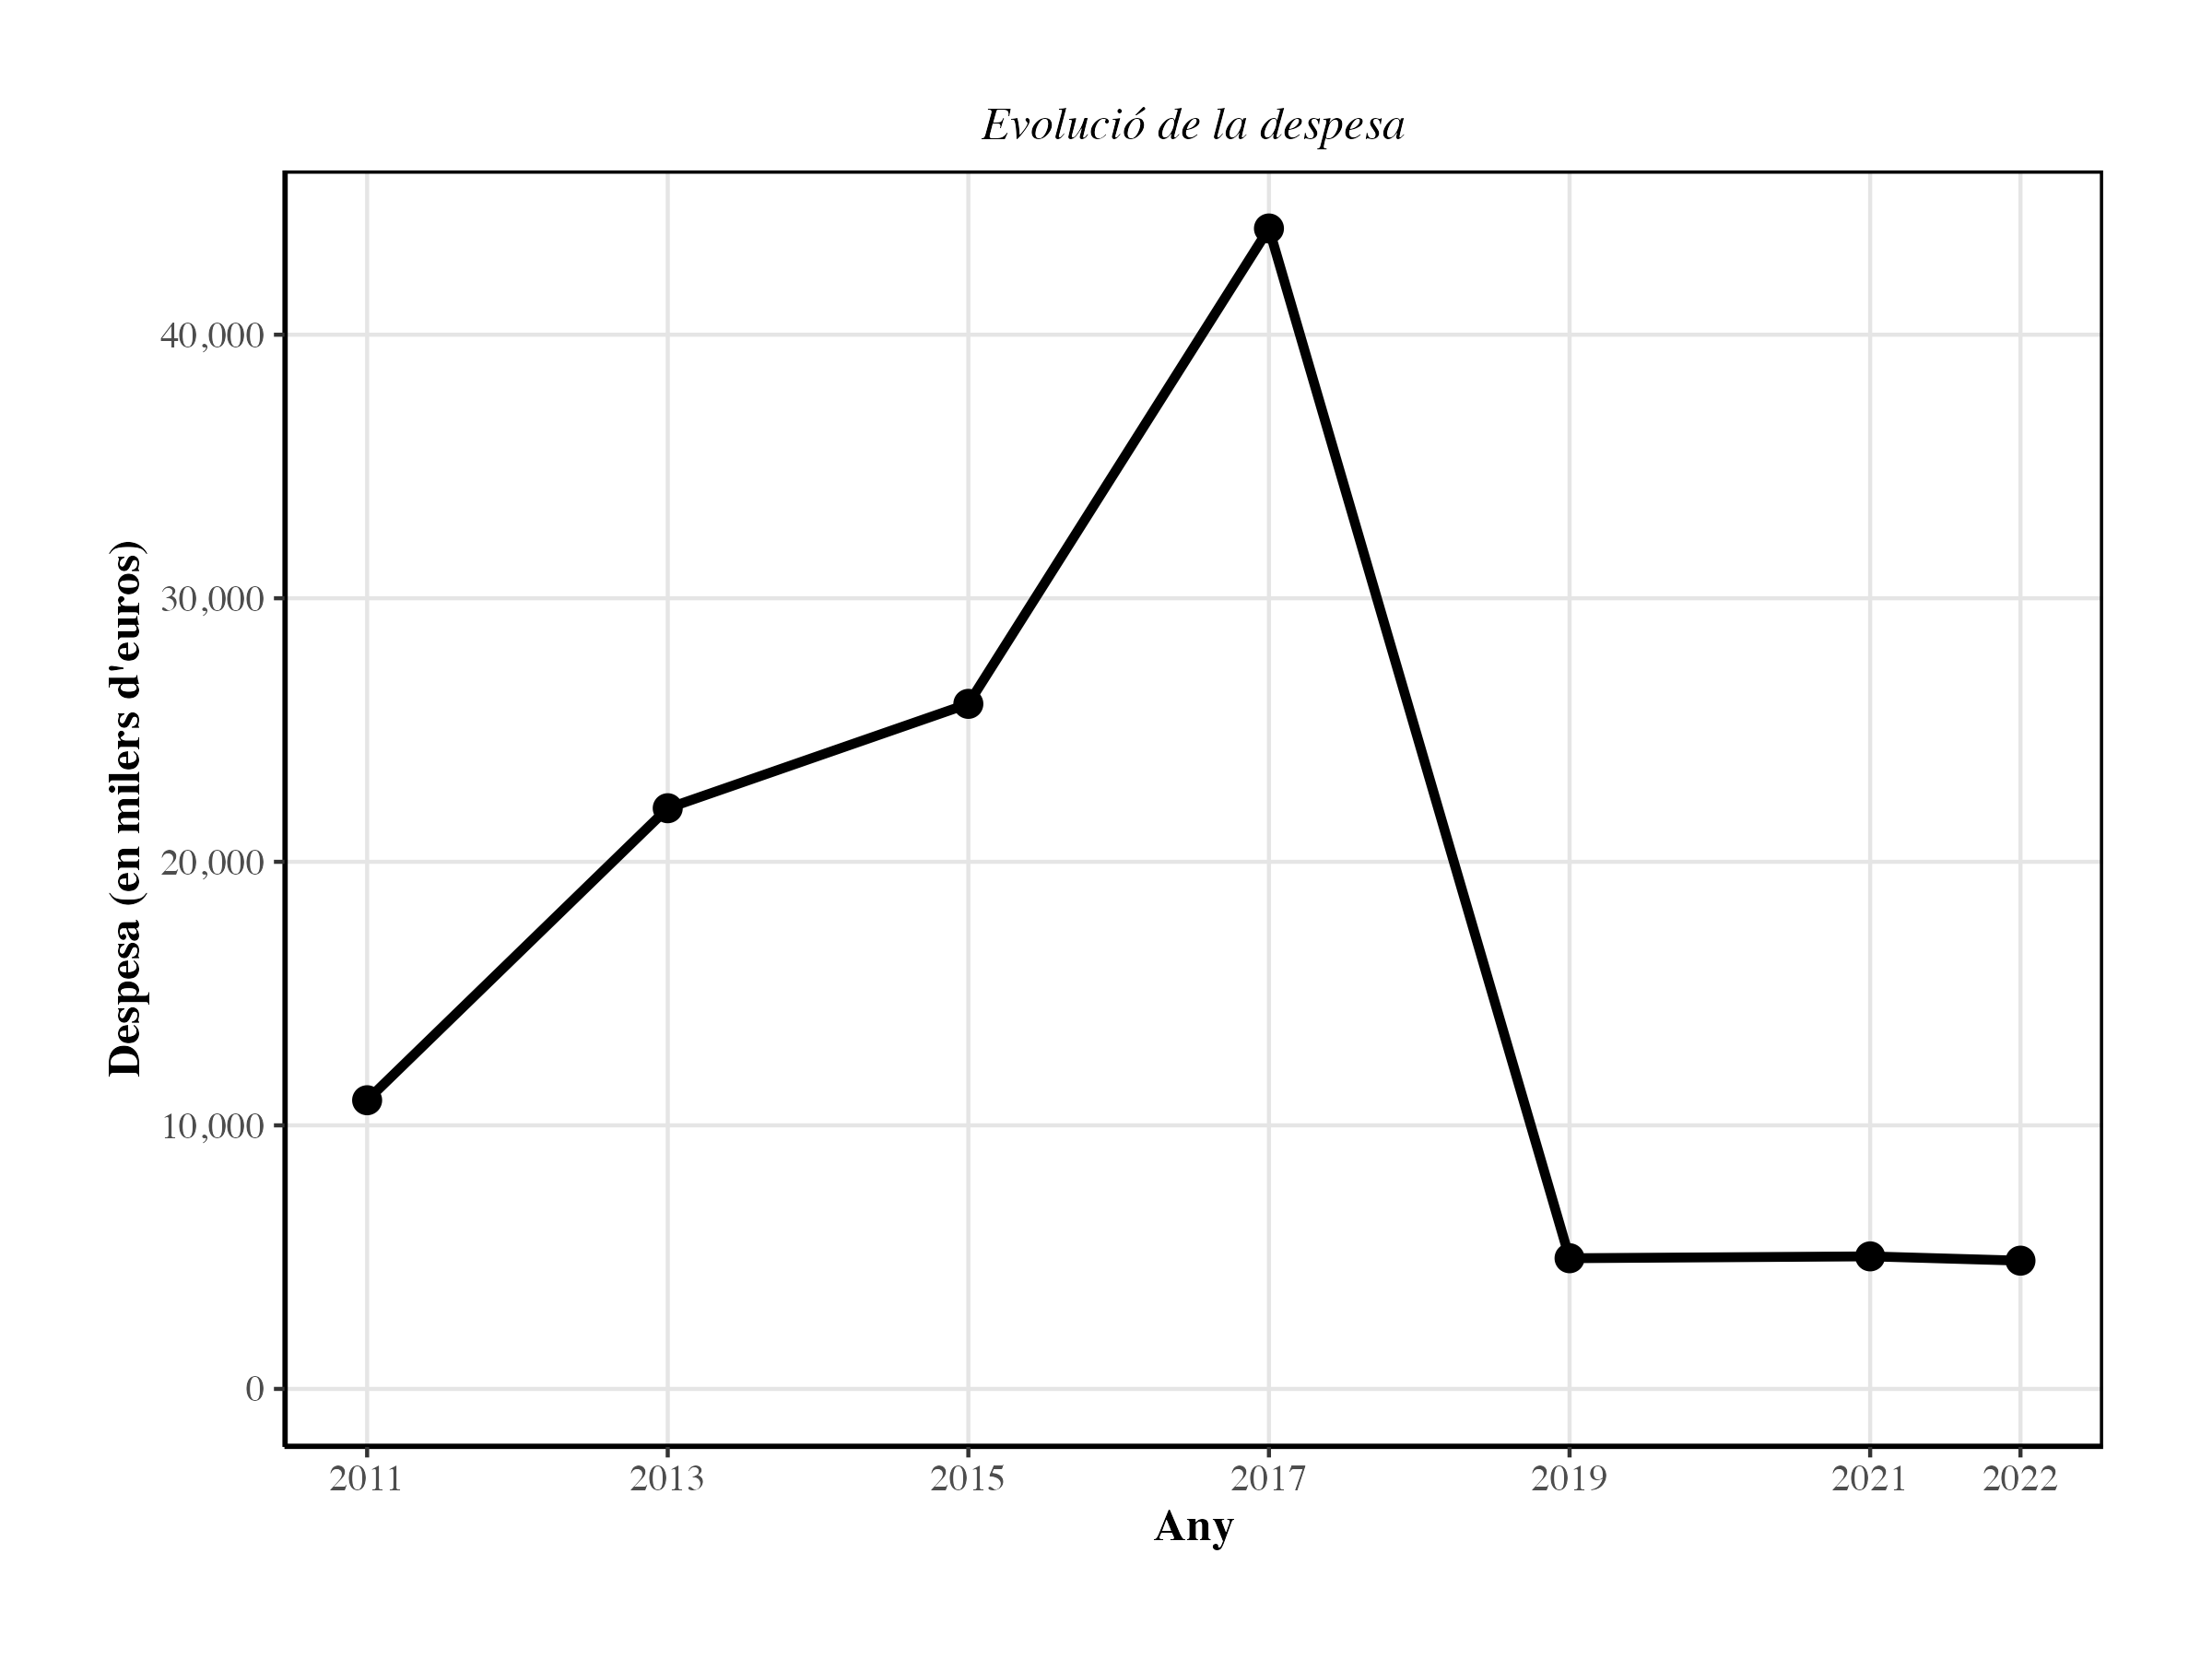 Evolució de la despesa
Despesa (en milers d'euros)
40,000
30,000
20,000
10,000
0
2011 2013 2015 2017 2019 2021 2022
Any